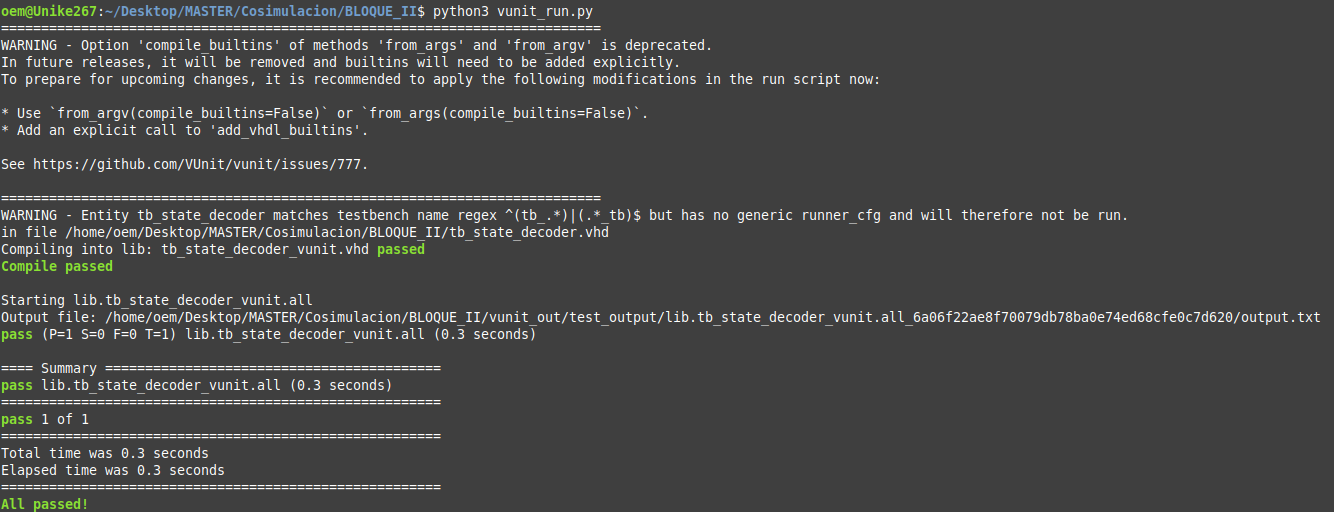 oem@Unike267:~/Desktop/MASTER/Cosimulacion/BLOQUE_II$ python3 vunit_run.py
===========================================================================
WARNING - Option 'compile_builtins' of methods 'from_args' and 'from_argv' is deprecated.
In future releases, it will be removed and builtins will need to be added explicitly.
To prepare for upcoming changes, it is recommended to apply the following modifications in the run script now:

* Use `from_argv(compile_builtins=False)` or `from_args(compile_builtins=False)`.
* Add an explicit call to 'add_vhdl_builtins'.

See https://github.com/VUnit/vunit/issues/777.

===========================================================================
WARNING - Entity tb_state_decoder matches testbench name regex ^(tb_.*)|(.*_tb)$ but has no generic runner_cfg and will therefore not be run.
in file /home/oem/Desktop/MASTER/Cosimulacion/BLOQUE_II/tb_state_decoder.vhd
Compiling into lib: tb_state_decoder_vunit.vhd passed
Compile passed

Starting lib.tb_state_decoder_vunit.all
Output file: /home/oem/Desktop/MASTER/Cosimulacion/BLOQUE_II/vunit_out/test_output/lib.tb_state_decoder_vunit.all_6a06f22ae8f70079db78ba0e74ed68cfe0c7d620/output.txt
pass (P=1 S=0 F=0 T=1) lib.tb_state_decoder_vunit.all (0.3 seconds)

==== Summary ==========================================
pass lib.tb_state_decoder_vunit.all (0.3 seconds)
=======================================================
pass 1 of 1
=======================================================
Total time was 0.3 seconds
Elapsed time was 0.3 seconds
=======================================================
All passed!